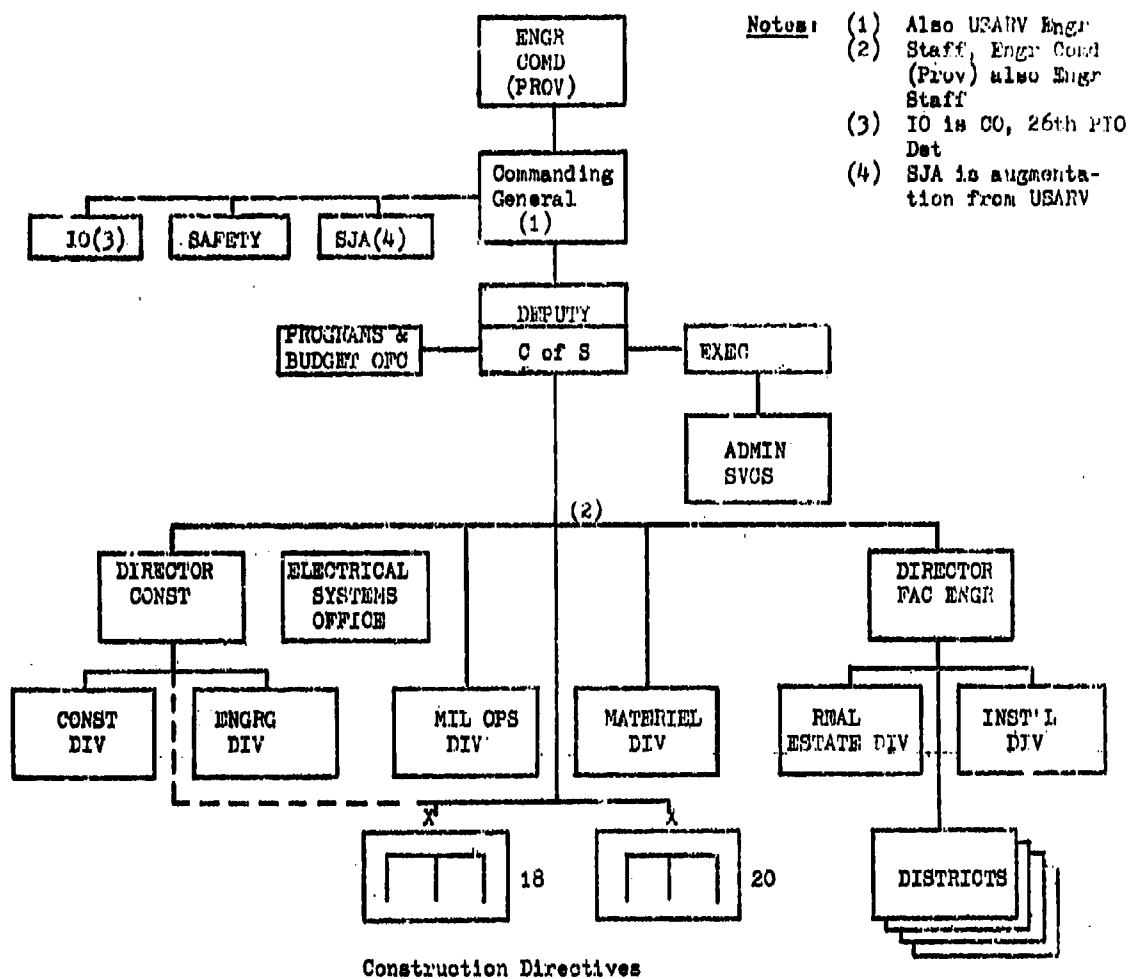 ENGR
COMD
(PROV)
Notes: (1) Also USARV Engr
(2) Staff, Engr Comd
(Prov) also Engr
Staff
(3) IO is CO, 26th PIO
Det
(4) SJA is augmenta-
tion from USARV
Commanding
General
(1)
IO(3)
SAFETY
SJA(4)
DEPUTY
PROGRAMS &
BUDGET OFC
C of S
EXEC
ADMIN
SVCS
(2)
DIRECTOR
CONST
ELECTRICAL
SYSTEMS
OFFICE
DIRECTOR
FAC ENGR
CONST
DIV
ENGRG
DIV
MIL OPS
DIV
MATERIEL
DIV
REAL
ESTATE DIV
INST'L
DIV
X
X
18
20
DISTRICTS
Construction Directives